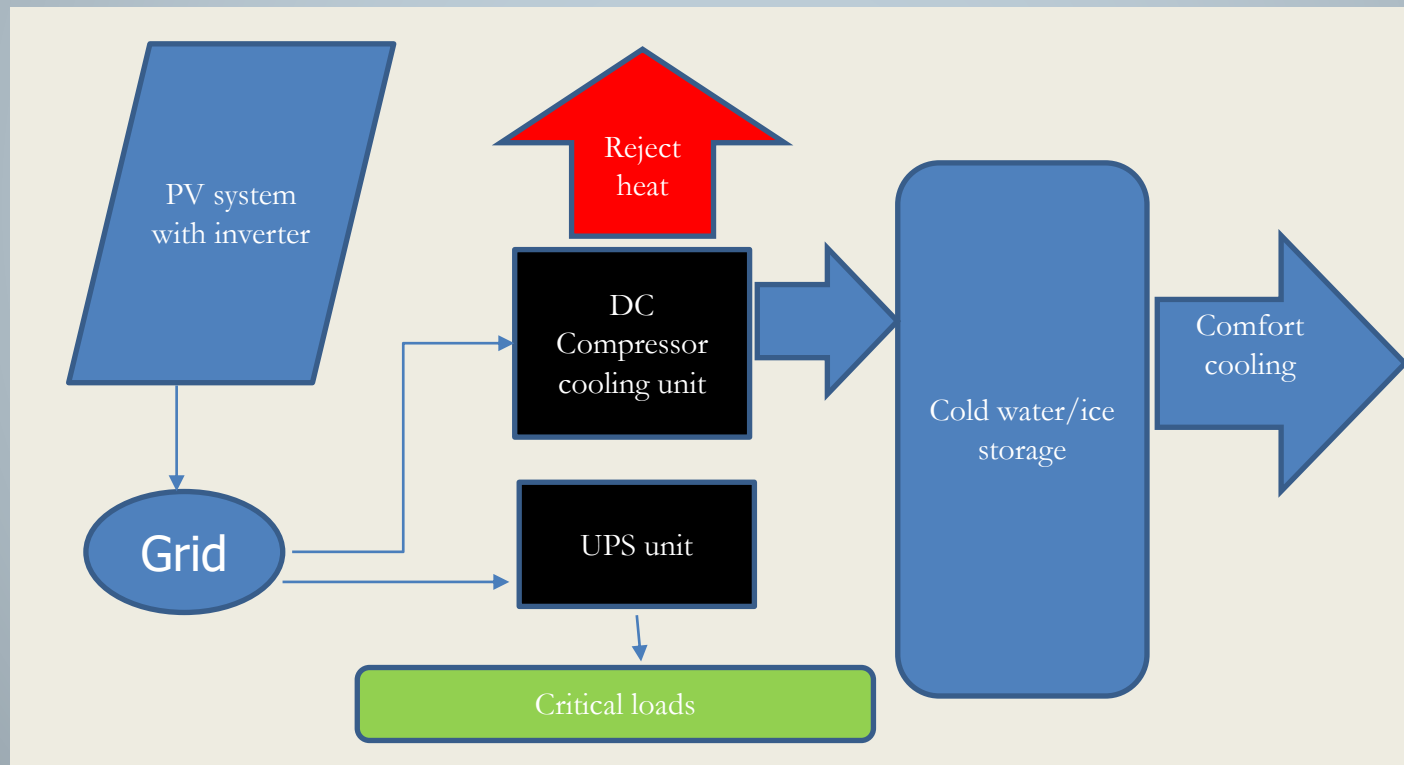 PV system
with inverter
Reject
heat
DC
Compressor
cooling unit
Cold water/ice
storage
Comfort
cooling
Grid
UPS unit
Critical loads